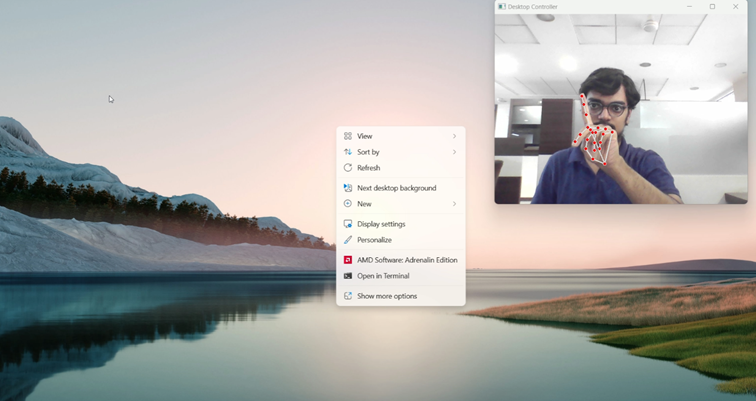 Desktop Controller
View
Sort by
Refresh
Next desktop background
New
Display settings
Personalize
AMD Software: Adrenalin Edition
Open in Terminal
Show more options